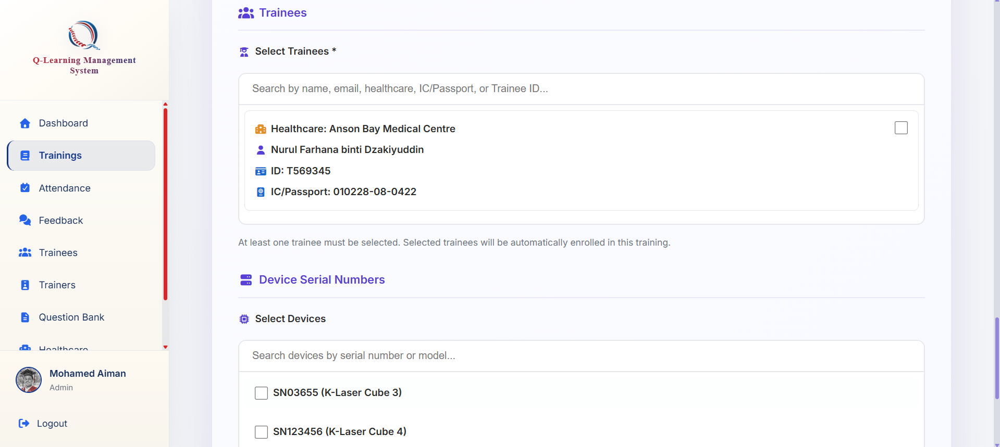 Q-Learning Management
System
Dashboard
Trainings
Attendance
Feedback
Trainees
Trainers
Question Bank
Healthcare
Mohamed Aiman
Admin
Logout
Trainees
Select Trainees *
Search by name, email, healthcare, IC/Passport, or Trainee ID...
Healthcare: Anson Bay Medical Centre
Nurul Farhana binti Dzakiyuddin
ID: T569345
IC/Passport: 010228-08-0422
At least one trainee must be selected. Selected trainees will be automatically enrolled in this training.
Device Serial Numbers
Select Devices
Search devices by serial number or model...
SN03655 (K-Laser Cube 3)
SN123456 (K-Laser Cube 4)